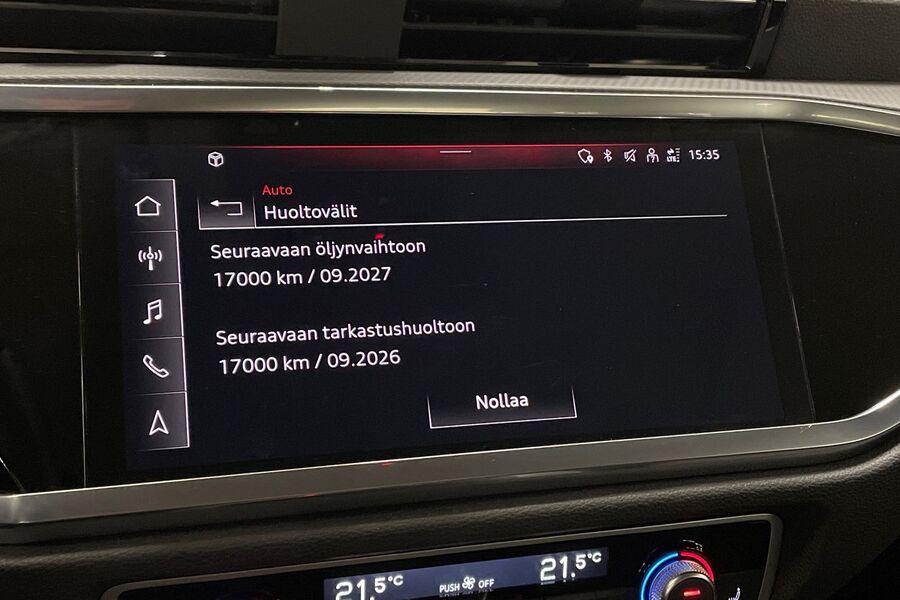 LTE 15:35
Auto
Huoltovälit
Seuraavaan öljynvaihtoon
17000 km / 09.2027
Seuraavaan tarkastushuoltoon
17000 km / 09.2026
Nollaa
21.5°C PUSH OFF 21.5°C